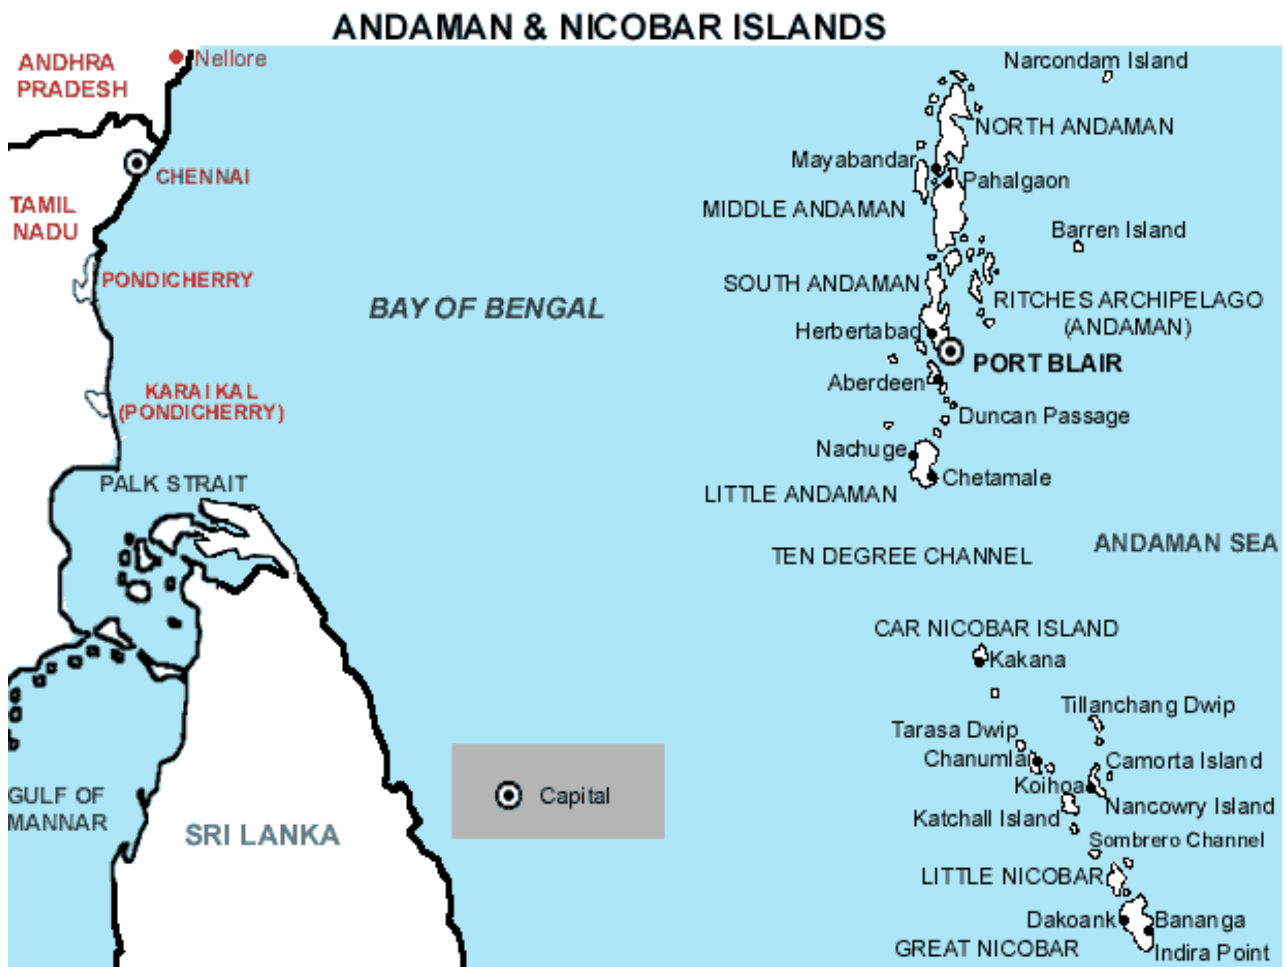 ANDAMAN & NICOBAR ISLANDS
ANDHRA
PRADESH
Nellore
Narcondam Island
NORTH ANDAMAN
CHENNAI
Mayabandar
Pahalgaon
TAMIL
NADU
MIDDLE ANDAMAN
Barren Island
PONDICHERRY
SOUTH ANDAMAN
BAY OF BENGAL
RITCHES ARCHIPELAGO
(ANDAMAN)
Herbertabad
PORT BLAIR
KARAIKAL
(PONDICHERRY)
Aberdeen
Duncan Passage
Nachuge
PALK STRAIT
Chetamale
LITTLE ANDAMAN
ANDAMAN SEA
TEN DEGREE CHANNEL
CAR NICOBAR ISLAND
Kakana
Tillanchang Dwip
Tarasa Dwip
Chanumla
Camorta Island
Koihoa
GULF OF
MANNAR
Capital
Nancowry Island
Katchall Island
SRI LANKA
Sombrero Channel
LITTLE NICOBAR
Dakoank
Bananga
GREAT NICOBAR
Indira Point